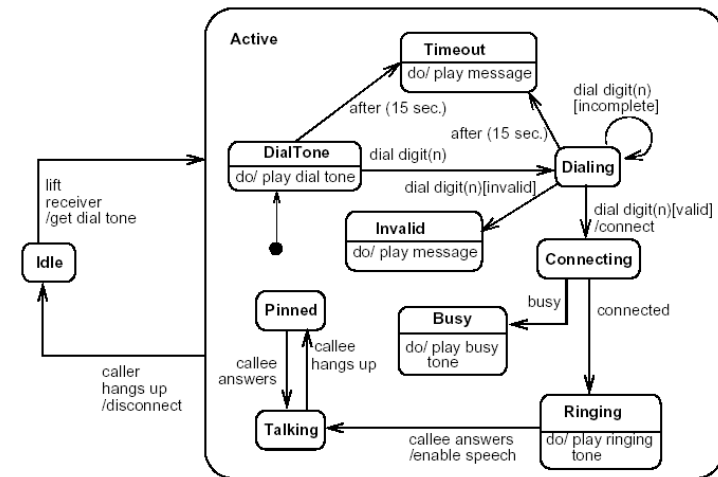 Active
Timeout
do/ play message
dial digit(n)
[incomplete]
after (15 sec.)
after (15 sec.)
DialTone
do/ play dial tone
dial digit(n)
Dialing
dial digit(n)[invalid]
lift
receiver
/get dial tone
Invalid
do/ play message
dial digit(n)[valid]
/connect
Idle
Connecting
Pinned
busy
connected
Busy
do/ play busy
tone
callee
hangs up
callee
answers
caller
hangs up
/disconnect
Talking
callee answers
/enable speech
Ringing
do/ play ringing
tone